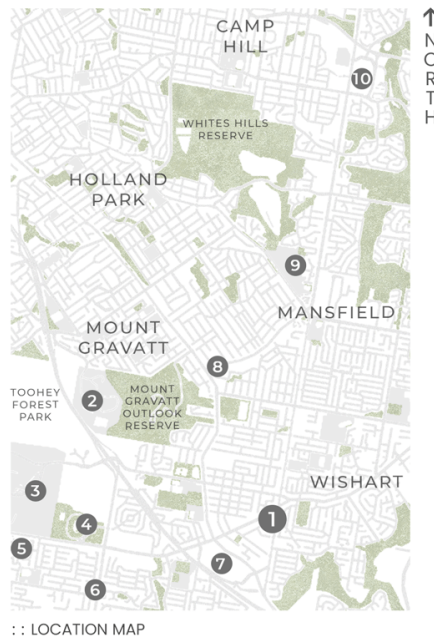 CAMP
HILL
N
O
R
T
H
10
WHITES HILLS
RESERVE
HOLLAND
PARK
9
MANSFIELD
MOUNT
GRAVATT
8
TOOHEY
FOREST
PARK
2
MOUNT
GRAVATT
OUTLOOK
RESERVE
WISHART
3
1
4
5
7
6
: : LOCATION MAP